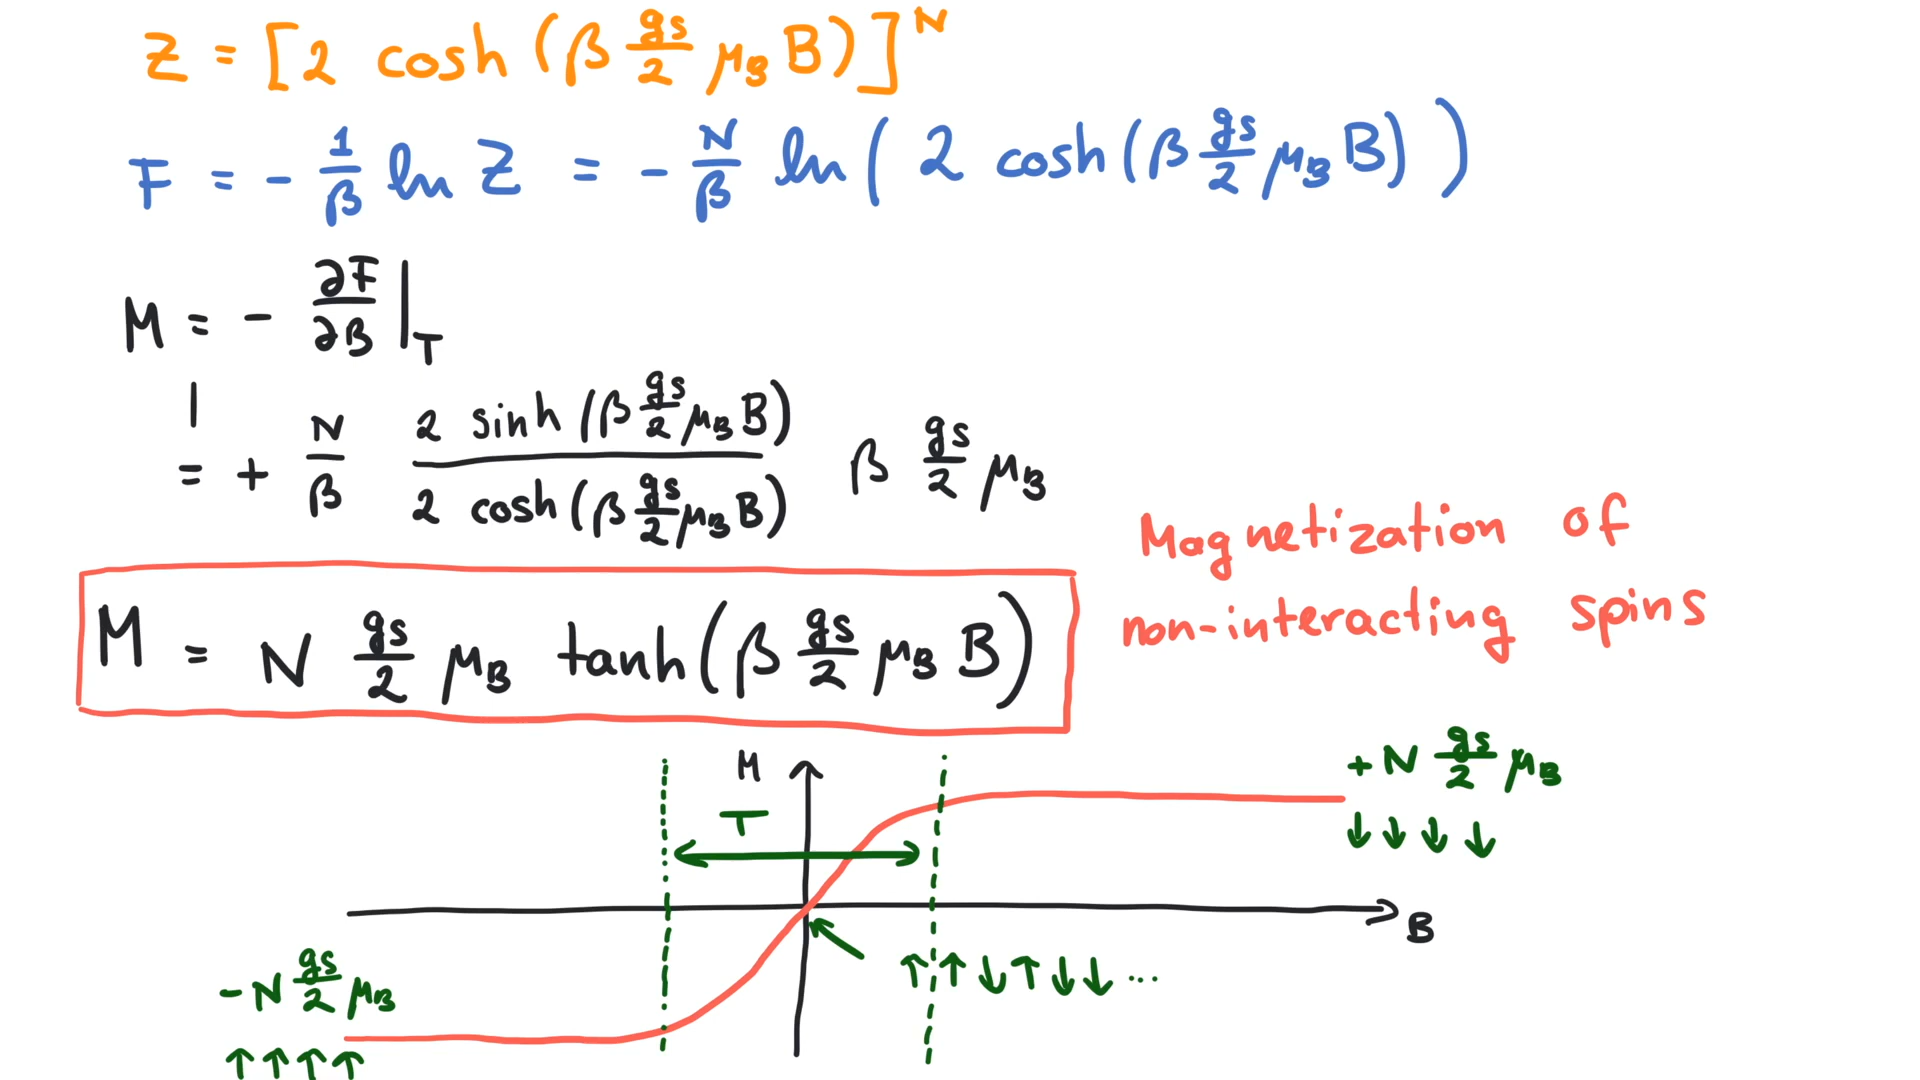 Z = [2 cosh (β gs/2 μB B)]^N
F = - 1/β ln Z = - N/β ln( 2 cosh(β gs/2 μB B) )
M = - ∂F/∂B |T
= + N/β 2 sinh (β gs/2 μB B) / 2 cosh (β gs/2 μB B) β gs/2 μB
Magnetization of
non-interacting spins
M = N gs/2 μB tanh(β gs/2 μB B)
M
+ N gs/2 μB
T
↓ ↓ ↓ ↓
B
↑ ↑ ↓ ↑ ↓ ↓ ...
- N gs/2 μB
↑ ↑ ↑ ↑